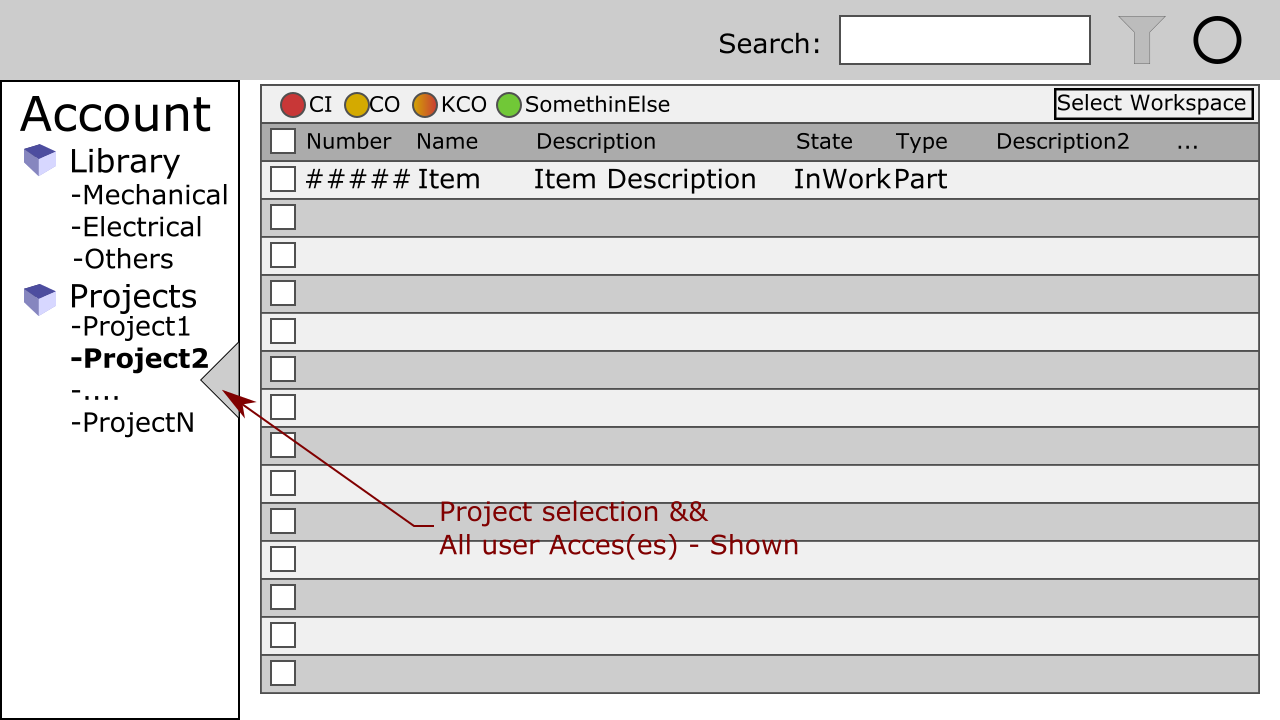 Search:
Account
Library
-Mechanical
-Electrical
-Others
Projects
-Project1
-Project2
-....
-ProjectN
CI CO KCO SomethinElse Select Workspace
Number Name Description State Type Description2 ...
##### Item Item Description InWork Part
Project selection &&
All user Acces(es) - Shown